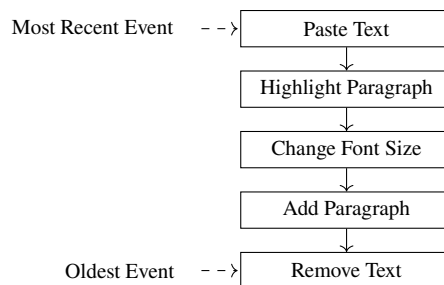 Most Recent Event Paste Text
Highlight Paragraph
Change Font Size
Add Paragraph
Oldest Event Remove Text